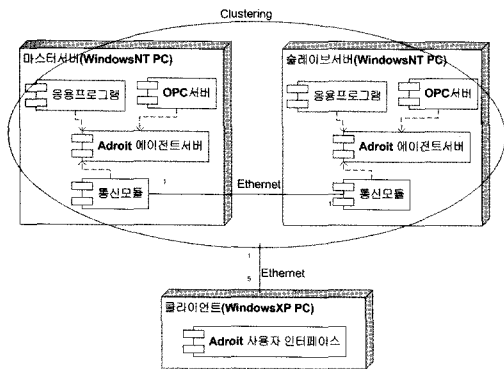 Clustering
마스터서버(WindowsNT PC)
응용프로그램
OPC서버
Adroit 에이전트서버
통신모듈
슬레이브서버(WindowsNT PC)
응용프로그램
OPC서버
Adroit 에이전트서버
통신모듈
1
Ethernet
1
1
Ethernet
5
클라이언트(WindowsXP PC)
Adroit 사용자 인터페이스